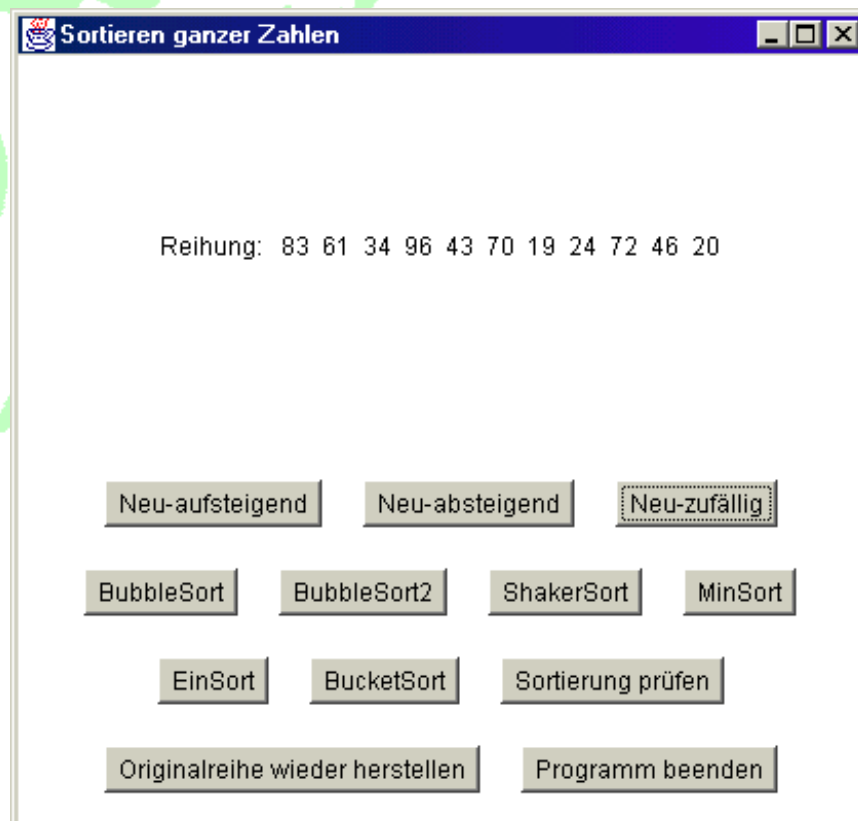 Sortieren ganzer Zahlen
Reihung: 83 61 34 96 43 70 19 24 72 46 20
Neu-aufsteigend Neu-absteigend Neu-zufällig
BubbleSort BubbleSort2 ShakerSort MinSort
EinSort BucketSort Sortierung prüfen
Originalreihe wieder herstellen Programm beenden